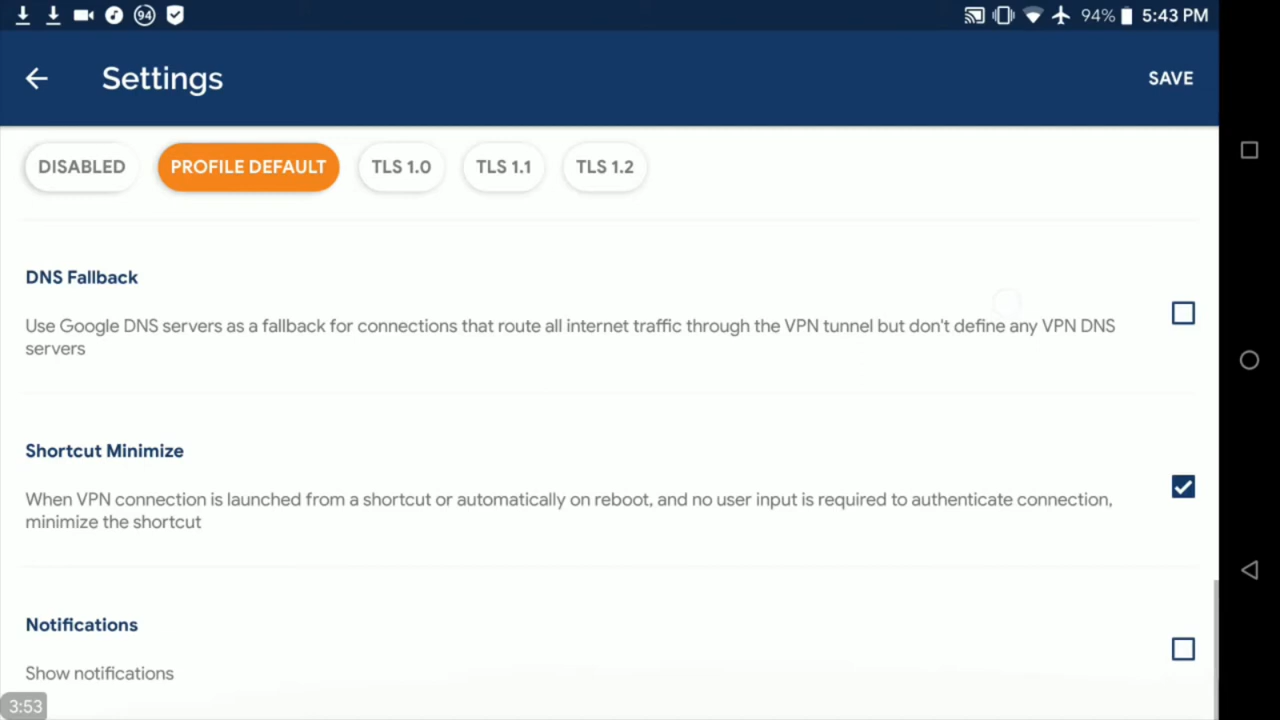 94
94% 5:43 PM
Settings
SAVE
DISABLED PROFILE DEFAULT TLS 1.0 TLS 1.1 TLS 1.2
DNS Fallback
Use Google DNS servers as a fallback for connections that route all internet traffic through the VPN tunnel but don't define any VPN DNS
servers
Shortcut Minimize
When VPN connection is launched from a shortcut or automatically on reboot, and no user input is required to authenticate connection,
minimize the shortcut
Notifications
Show notifications
3:53